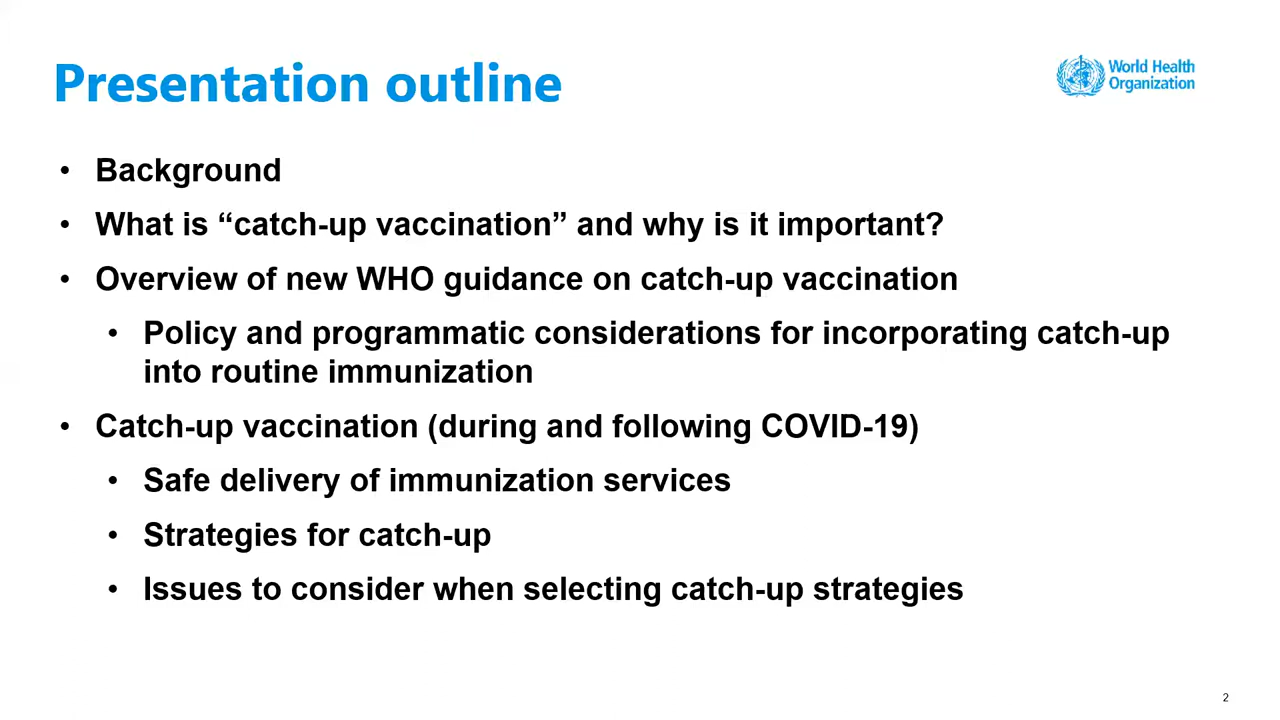 Presentation outline
World Health
Organization
• Background
• What is “catch-up vaccination” and why is it important?
• Overview of new WHO guidance on catch-up vaccination
• Policy and programmatic considerations for incorporating catch-up
into routine immunization
• Catch-up vaccination (during and following COVID-19)
• Safe delivery of immunization services
• Strategies for catch-up
• Issues to consider when selecting catch-up strategies
2